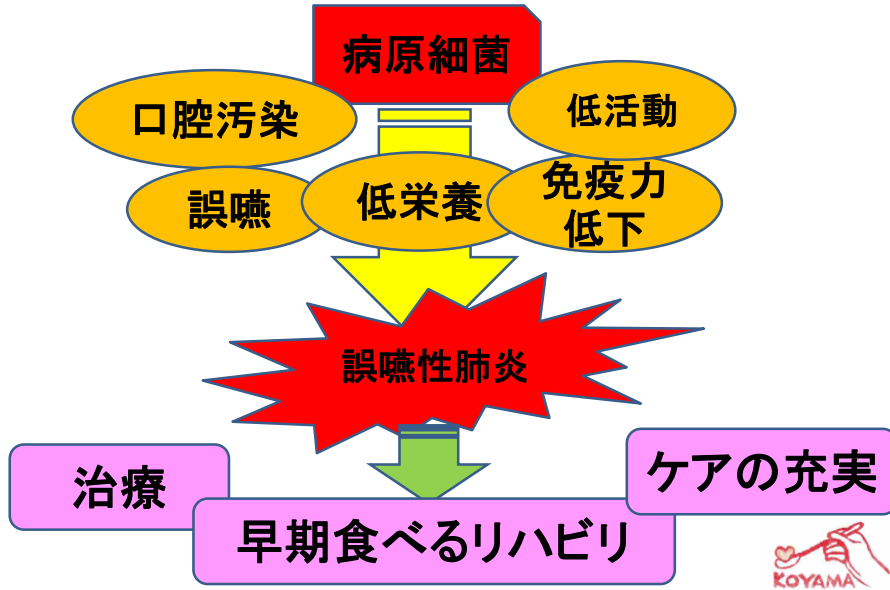 病原細菌
口腔汚染
低活動
誤嚥
低栄養
免疫力
低下
誤嚥性肺炎
治療
ケアの充実
早期食べるリハビリ
KOYAMA